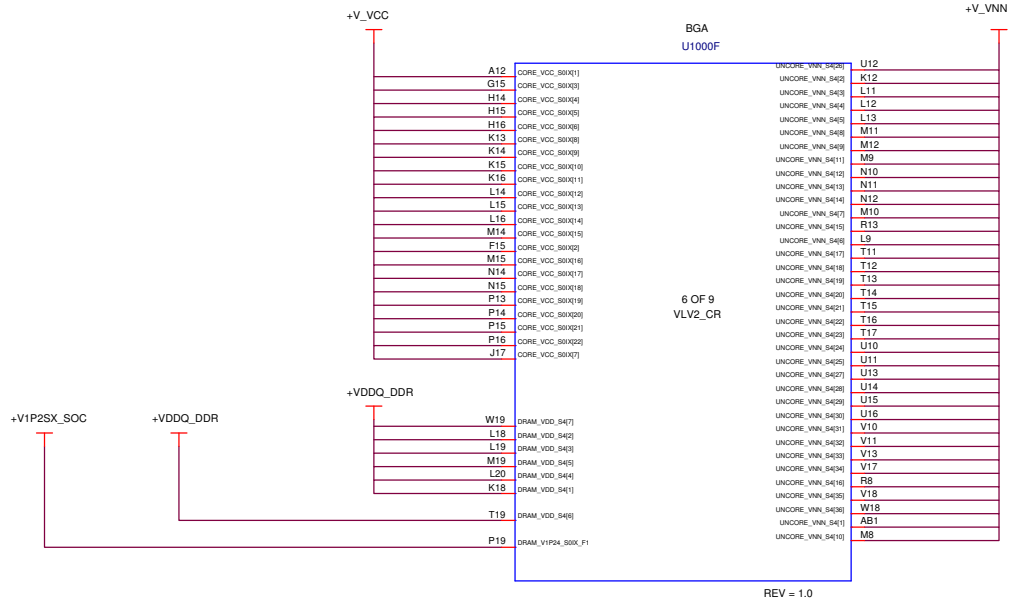 +V_VCC
+V_VNN
BGA
U1000F
A12 CORE_VCC_S0IX[1]
G15 CORE_VCC_S0IX[3]
H14 CORE_VCC_S0IX[4]
H15 CORE_VCC_S0IX[5]
H16 CORE_VCC_S0IX[6]
K13 CORE_VCC_S0IX[8]
K14 CORE_VCC_S0IX[9]
K15 CORE_VCC_S0IX[10]
K16 CORE_VCC_S0IX[11]
L14 CORE_VCC_S0IX[12]
L15 CORE_VCC_S0IX[13]
L16 CORE_VCC_S0IX[14]
M14 CORE_VCC_S0IX[15]
F15 CORE_VCC_S0IX[2]
M15 CORE_VCC_S0IX[16]
N14 CORE_VCC_S0IX[17]
N15 CORE_VCC_S0IX[18]
P13 CORE_VCC_S0IX[19]
P14 CORE_VCC_S0IX[20]
P15 CORE_VCC_S0IX[21]
P16 CORE_VCC_S0IX[22]
J17 CORE_VCC_S0IX[7]
+VDDQ_DDR
+V1P2SX_SOC
+VDDQ_DDR
W19 DRAM_VDD_S4[7]
L18 DRAM_VDD_S4[2]
L19 DRAM_VDD_S4[3]
M19 DRAM_VDD_S4[5]
L20 DRAM_VDD_S4[4]
K18 DRAM_VDD_S4[1]
T19 DRAM_VDD_S4[6]
P19 DRAM_V1P24_S0IX_F1
6 OF 9
VLV2_CR
UNCORE_VNN_S4[26] U12
UNCORE_VNN_S4[2] K12
UNCORE_VNN_S4[3] L11
UNCORE_VNN_S4[4] L12
UNCORE_VNN_S4[5] L13
UNCORE_VNN_S4[8] M11
UNCORE_VNN_S4[9] M12
UNCORE_VNN_S4[11] M9
UNCORE_VNN_S4[12] N10
UNCORE_VNN_S4[13] N11
UNCORE_VNN_S4[14] N12
UNCORE_VNN_S4[7] M10
UNCORE_VNN_S4[15] R13
UNCORE_VNN_S4[6] L9
UNCORE_VNN_S4[17] T11
UNCORE_VNN_S4[18] T12
UNCORE_VNN_S4[19] T13
UNCORE_VNN_S4[20] T14
UNCORE_VNN_S4[21] T15
UNCORE_VNN_S4[22] T16
UNCORE_VNN_S4[23] T17
UNCORE_VNN_S4[24] U10
UNCORE_VNN_S4[25] U11
UNCORE_VNN_S4[27] U13
UNCORE_VNN_S4[28] U14
UNCORE_VNN_S4[29] U15
UNCORE_VNN_S4[30] U16
UNCORE_VNN_S4[31] V10
UNCORE_VNN_S4[32] V11
UNCORE_VNN_S4[33] V13
UNCORE_VNN_S4[34] V17
UNCORE_VNN_S4[16] R8
UNCORE_VNN_S4[35] V18
UNCORE_VNN_S4[36] W18
UNCORE_VNN_S4[1] AB1
UNCORE_VNN_S4[10] M8
REV = 1.0